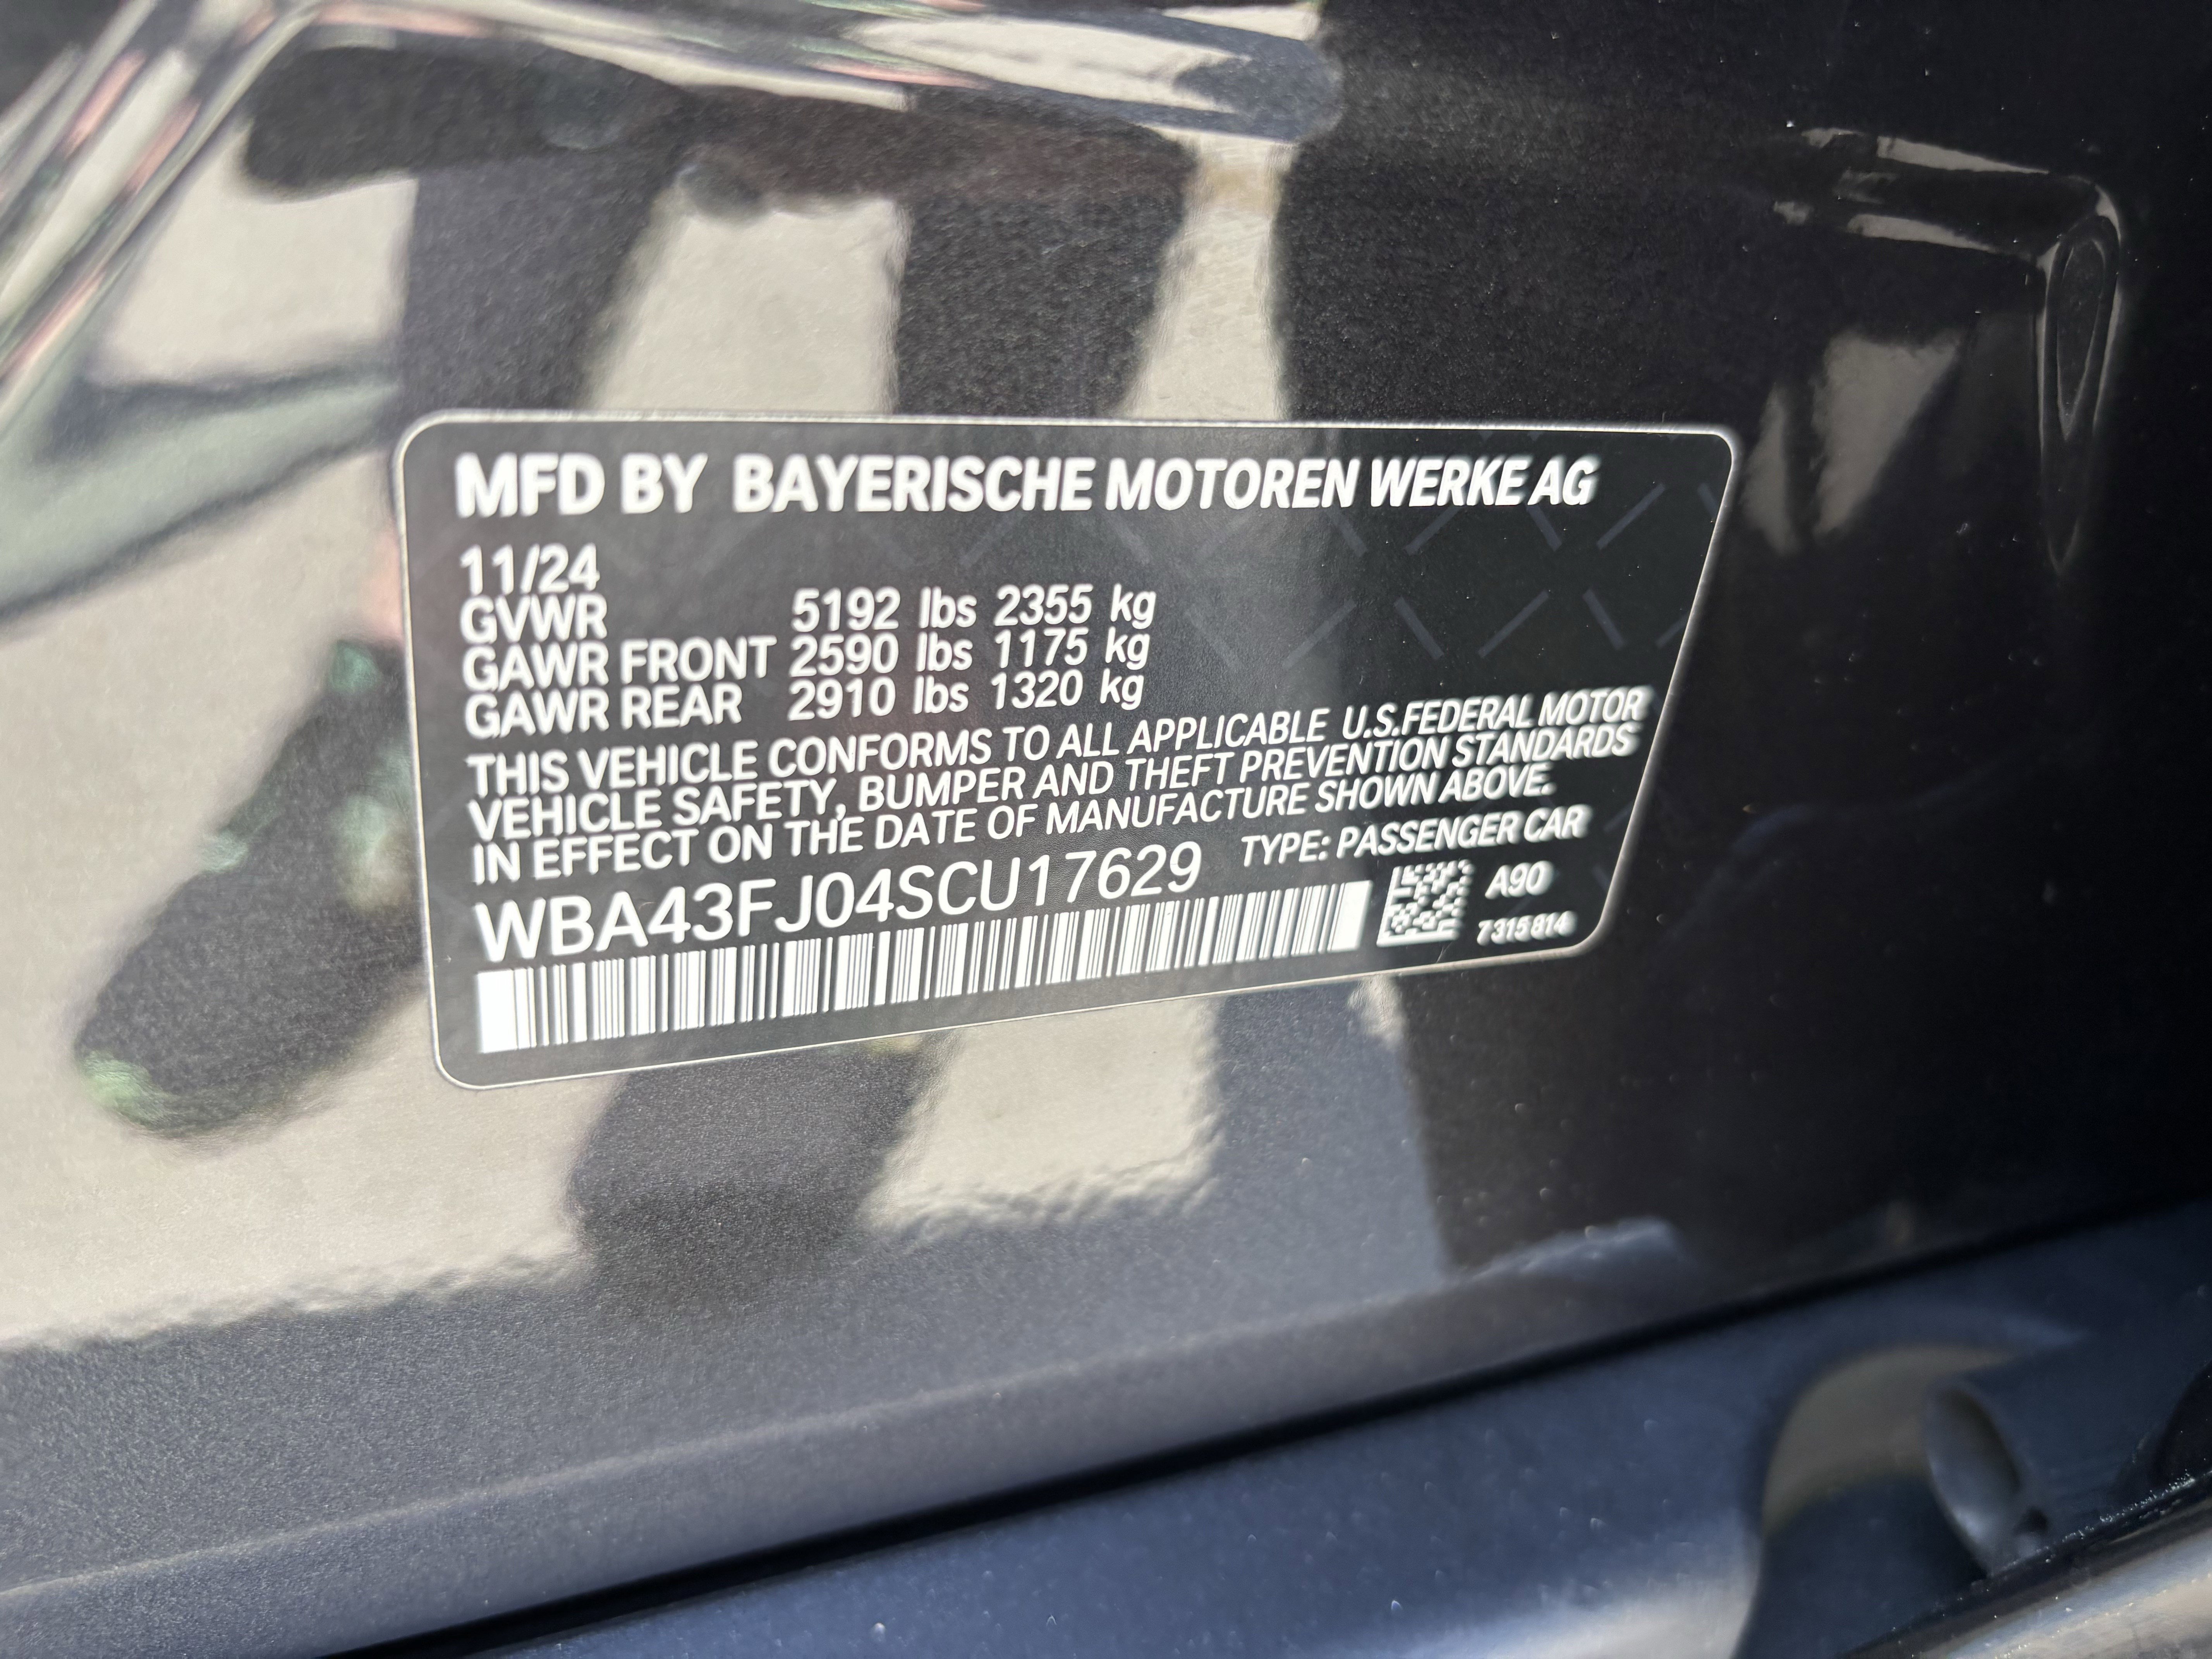 MFD BY BAYERISCHE MOTOREN WERKE AG
11/24
GVWR 5192 lbs 2355 kg
GAWR FRONT 2590 lbs 1175 kg
GAWR REAR 2910 lbs 1320 kg
THIS VEHICLE CONFORMS TO ALL APPLICABLE U.S.FEDERAL MOTOR
VEHICLE SAFETY, BUMPER AND THEFT PREVENTION STANDARDS
IN EFFECT ON THE DATE OF MANUFACTURE SHOWN ABOVE.
WBA43FJ04SCU17629 TYPE: PASSENGER CAR
A90
7315814